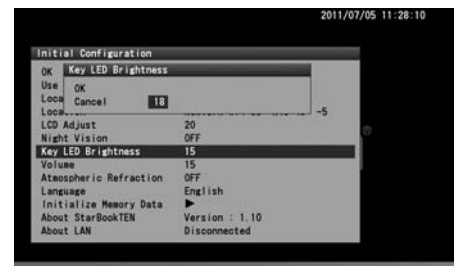 2011/07/05 11:28:10
Initial Configuration
OK
Key LED Brightness
Use
OK
Loca
Cancel 18
Loca -5
LCD Adjust 20
Night Vision OFF
Key LED Brightness 15
Volume 15
Atmospheric Refraction OFF
Language English
Initialize Memory Data ▶
About StarBookTEN Version : 1.10
About LAN Disconnected